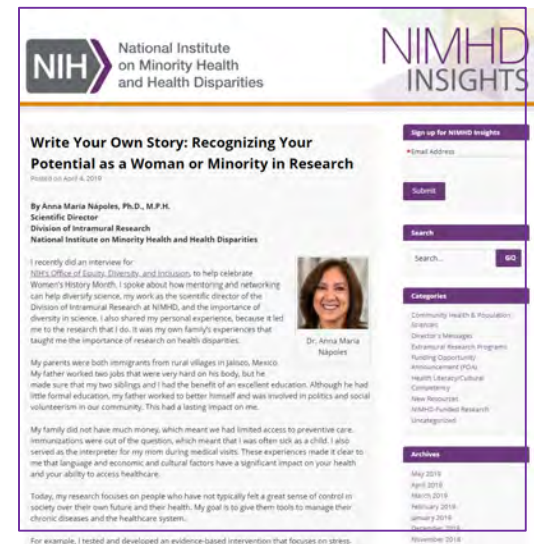 NIH
National Institute
on Minority Health
and Health Disparities
NIMHD
INSIGHTS
Write Your Own Story: Recognizing Your
Potential as a Woman or Minority in Research
Posted on April 4, 2019
By Anna María Nápoles, Ph.D., M.P.H.
Scientific Director
Division of Intramural Research
National Institute on Minority Health and Health Disparities
I recently did an interview for
NIH's Office of Equity, Diversity, and Inclusion, to help celebrate
Women's History Month. I spoke about how mentoring and networking
can help diversify science, my work as the scientific director of the
Division of Intramural Research at NIMHD, and the importance of
diversity in science. I also shared my personal experience, because it led
me to the research that I do. It was my own family's experiences that
taught me the importance of research on health disparities.
Dr. Anna María
Nápoles
My parents were both immigrants from rural villages in Jalisco, Mexico.
My father worked two jobs that were very hard on his body, but he
made sure that my two siblings and I had the benefit of an excellent education. Although he had
little formal education, my father worked to better himself and was involved in politics and social
volunteerism in our community. This had a lasting impact on me.
My family did not have much money, which meant we had limited access to preventive care.
Immunizations were out of the question, which meant that I was often sick as a child. I also
served as the interpreter for my mom during medical visits. These experiences made it clear to
me that language and economic and cultural factors have a significant impact on your health
and your ability to access healthcare.
Today, my research focuses on people who have not typically felt a great sense of control in
society over their own future and their health. My goal is to give them tools to manage their
chronic diseases and the healthcare system.
For example, I tested and developed an evidence-based intervention that focuses on stress
Sign up for NIMHD Insights
*Email Address
Submit
Search
Search...
GO
Categories
Community Health & Population
Sciences
Director's Messages
Extramural Research Programs
Funding Opportunity
Announcement (FOA)
Health Literacy/Cultural
Competency
New Resources
NIMHD-Funded Research
Uncategorized
Archives
May 2019
April 2019
March 2019
February 2019
January 2019
December 2018
November 2018